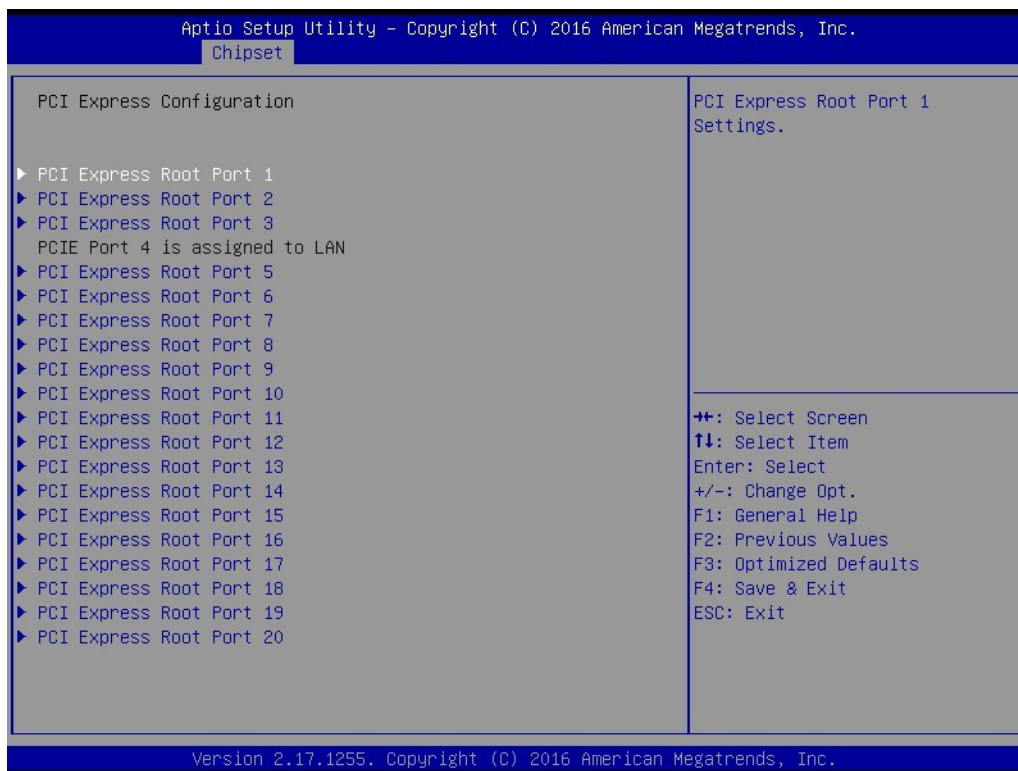 Aptio Setup Utility – Copyright (C) 2016 American Megatrends, Inc.
Chipset
PCI Express Configuration
▶ PCI Express Root Port 1
▶ PCI Express Root Port 2
▶ PCI Express Root Port 3
PCIE Port 4 is assigned to LAN
▶ PCI Express Root Port 5
▶ PCI Express Root Port 6
▶ PCI Express Root Port 7
▶ PCI Express Root Port 8
▶ PCI Express Root Port 9
▶ PCI Express Root Port 10
▶ PCI Express Root Port 11
▶ PCI Express Root Port 12
▶ PCI Express Root Port 13
▶ PCI Express Root Port 14
▶ PCI Express Root Port 15
▶ PCI Express Root Port 16
▶ PCI Express Root Port 17
▶ PCI Express Root Port 18
▶ PCI Express Root Port 19
▶ PCI Express Root Port 20
PCI Express Root Port 1
Settings.
→←: Select Screen
↑↓: Select Item
Enter: Select
+/-: Change Opt.
F1: General Help
F2: Previous Values
F3: Optimized Defaults
F4: Save & Exit
ESC: Exit
Version 2.17.1255. Copyright (C) 2016 American Megatrends, Inc.